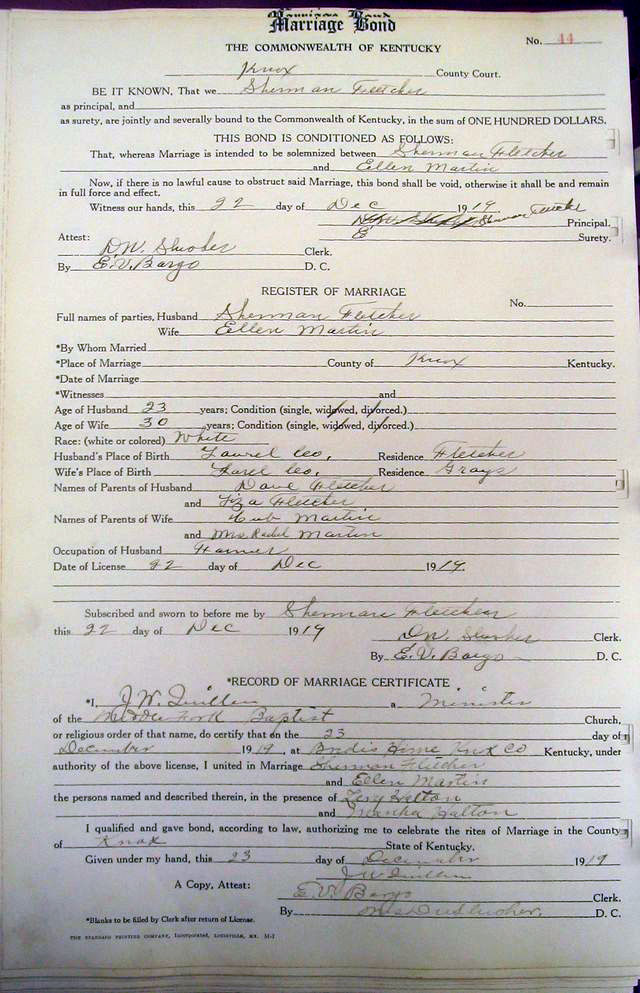 Marriage Bond
THE COMMONWEALTH OF KENTUCKY
No. 44
Knox County Court.
BE IT KNOWN, That we Sherman Fletcher
as principal, and
as surety, are jointly and severally bound to the Commonwealth of Kentucky, in the sum of ONE HUNDRED DOLLARS.
THIS BOND IS CONDITIONED AS FOLLOWS:
That, whereas Marriage is intended to be solemnized between Sherman Fletcher
and Ellen Martin
Now, if there is no lawful cause to obstruct said Marriage, this bond shall be void, otherwise it shall be and remain
in full force and effect.
Witness our hands, this 22 day of Dec 1919
Sherman Fletcher Principal.
Surety.
Attest:
D.W. Slusher Clerk.
By E.V. Bargo D. C.
REGISTER OF MARRIAGE
No.
Full names of parties, Husband Sherman Fletcher
Wife Ellen Martin
*By Whom Married
*Place of Marriage County of Knox Kentucky.
*Date of Marriage
*Witnesses and
Age of Husband 23 years; Condition (single, widowed, divorced.)
Age of Wife 30 years; Condition (single, widowed, divorced.)
Race: (white or colored) White
Husband's Place of Birth Laurel Co. Residence Fletcher
Wife's Place of Birth Co. Residence Grays
Names of Parents of Husband Dave Fletcher
and Liza Fletcher
Names of Parents of Wife Martin
and Mrs. Martin
Occupation of Husband Farmer
Date of License 22 day of Dec 1919.
Subscribed and sworn to before me by Sherman Fletcher
this 22 day of Dec 1919
D.W. Slusher Clerk.
By E.V. Bargo D. C.
*RECORD OF MARRIAGE CERTIFICATE
*I, J.W. a Minister
of the Baptist Church,
or religious order of that name, do certify that on the 23 day of
December 1919, at Home Knox Co Kentucky, under
authority of the above license, I united in Marriage Sherman Fletcher
and Ellen Martin
the persons named and described therein, in the presence of
and
I qualified and gave bond, according to law, authorizing me to celebrate the rites of Marriage in the County
of Knox State of Kentucky.
Given under my hand, this 23 day of December 1919
J.W.
A Copy, Attest:
E.V. Bargo Clerk.
By D. C.
*Blanks to be filled by Clerk after return of License.
THE STANDARD PRINTING COMPANY, Incorporated, LOUISVILLE, KY.